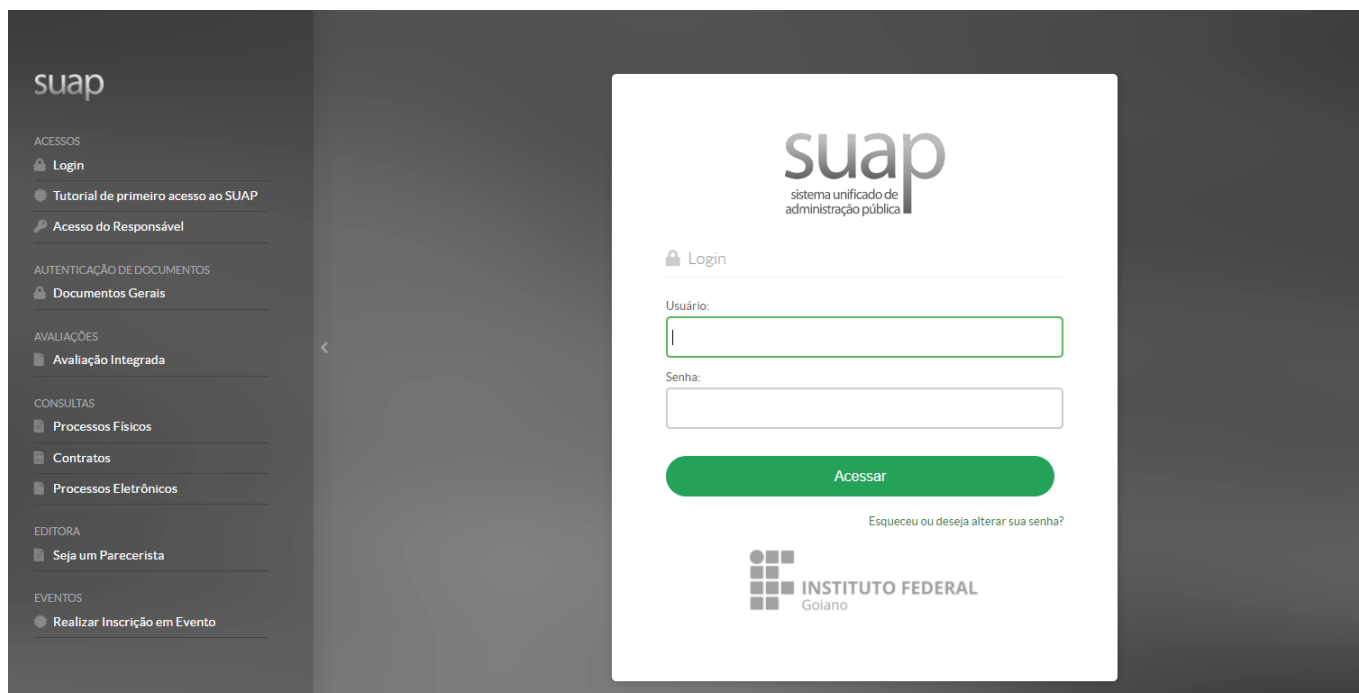 suap
ACESSOS
Login
Tutorial de primeiro acesso ao SUAP
Acesso do Responsável
AUTENTICAÇÃO DE DOCUMENTOS
Documentos Gerais
AVALIAÇÕES
Avaliação Integrada
CONSULTAS
Processos Físicos
Contratos
Processos Eletrônicos
EDITORA
Seja um Parecerista
EVENTOS
Realizar Inscrição em Evento
suap
sistema unificado de
administração pública
Login
Usuário:
Senha:
Acessar
Esqueceu ou deseja alterar sua senha?
INSTITUTO FEDERAL
Goiano